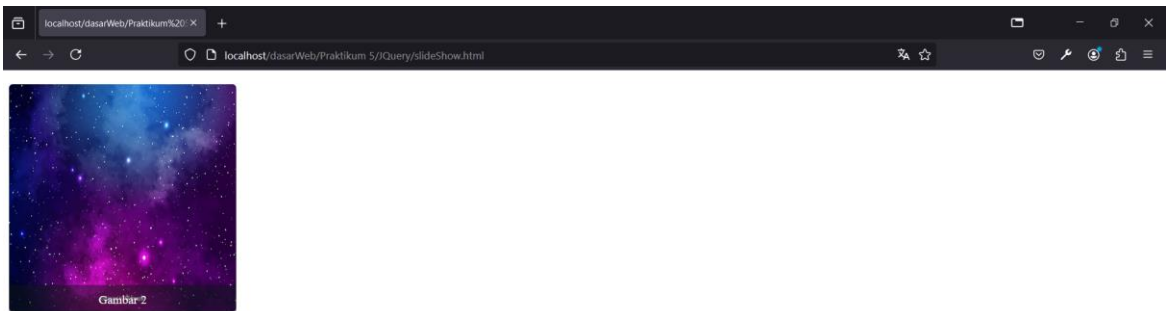 localhost/dasarWeb/Praktikum%20
localhost/dasarWeb/Praktikum 5/JQuery/slideShow.html
Gambar 2